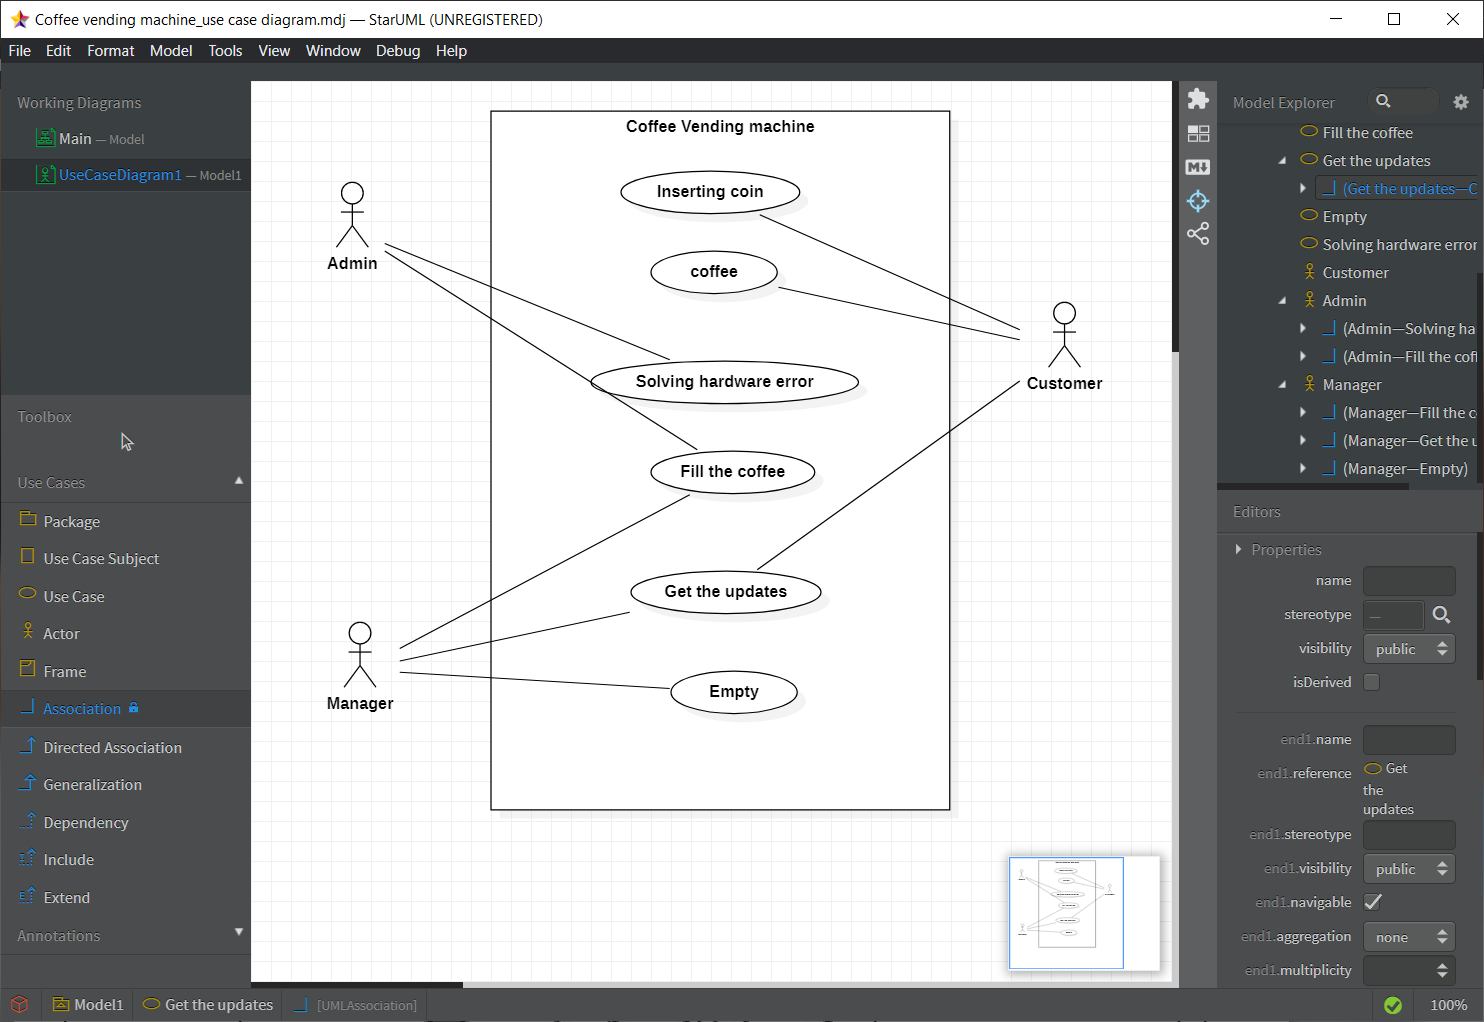 Coffee vending machine_use case diagram.mdj — StarUML (UNREGISTERED)
File Edit Format Model Tools View Window Debug Help
Working Diagrams
Main — Model
UseCaseDiagram1 — Model1
Toolbox
Use Cases
Package
Use Case Subject
Use Case
Actor
Frame
Association
Directed Association
Generalization
Dependency
Include
Extend
Annotations
Coffee Vending machine
Inserting coin
coffee
Solving hardware error
Fill the coffee
Get the updates
Empty
Admin
Manager
Customer
Model Explorer
Fill the coffee
Get the updates
(Get the updates—C
Empty
Solving hardware error
Customer
Admin
(Admin—Solving ha
(Admin—Fill the cof
Manager
(Manager—Fill the c
(Manager—Get the u
(Manager—Empty)
Editors
Properties
name
stereotype —
visibility public
isDerived
end1.name
end1.reference Get
the
updates
end1.stereotype
end1.visibility public
end1.navigable
end1.aggregation none
end1.multiplicity
Model1 Get the updates [UMLAssociation]
100%